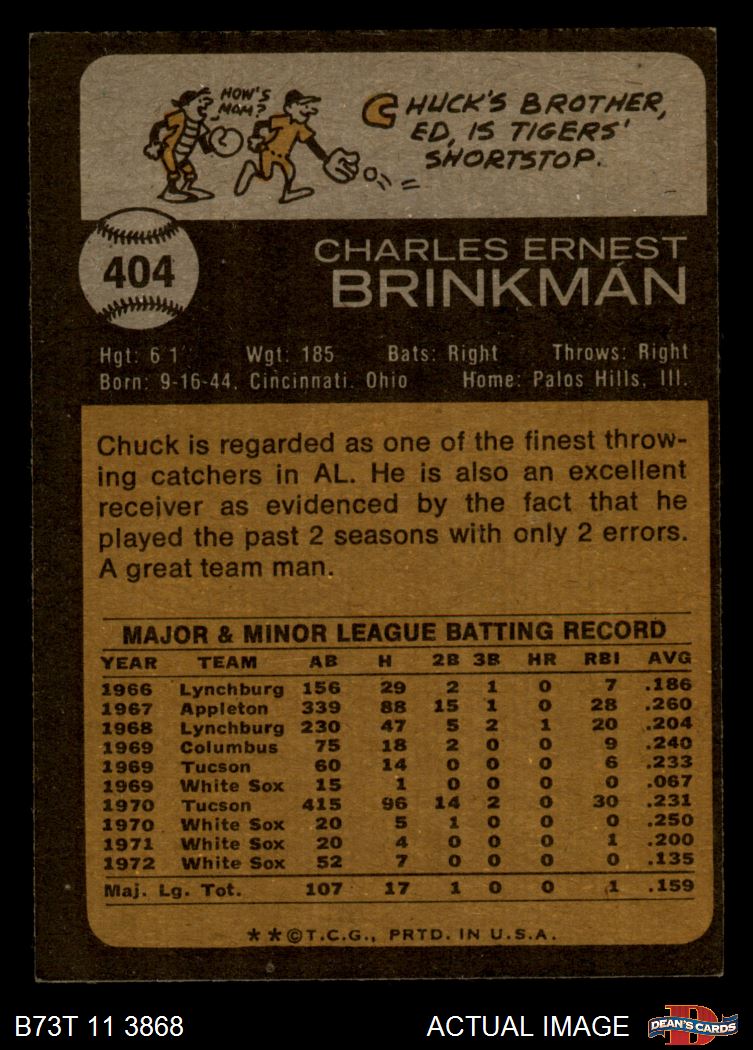 HOW'S
MOM?
CHUCK'S BROTHER,
ED, IS TIGERS'
SHORTSTOP.
404
CHARLES ERNEST
BRINKMAN
Hgt: 6 1" Wgt: 185 Bats: Right Throws: Right
Born: 9-16-44, Cincinnati, Ohio Home: Palos Hills, Ill.
Chuck is regarded as one of the finest throw-
ing catchers in AL. He is also an excellent
receiver as evidenced by the fact that he
played the past 2 seasons with only 2 errors.
A great team man.
MAJOR & MINOR LEAGUE BATTING RECORD
YEAR TEAM AB H 2B 3B HR RBI AVG
1966 Lynchburg 156 29 2 1 0 7 .186
1967 Appleton 339 88 15 1 0 28 .260
1968 Lynchburg 230 47 5 2 1 20 .204
1969 Columbus 75 18 2 0 0 9 .240
1969 Tucson 60 14 0 0 0 6 .233
1969 White Sox 15 1 0 0 0 0 .067
1970 Tucson 415 96 14 2 0 30 .231
1970 White Sox 20 5 1 0 0 0 .250
1971 White Sox 20 4 0 0 0 1 .200
1972 White Sox 52 7 0 0 0 0 .135
Maj. Lg. Tot. 107 17 1 0 0 1 .159
**©T.C.G., PRTD. IN U.S.A.
B73T 11 3868 ACTUAL IMAGE D DEAN'S CARDS